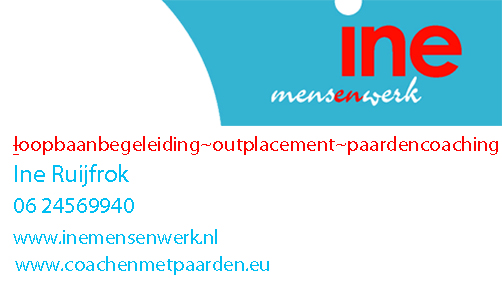 ine
mensenwerk
loopbaanbegeleiding~outplacement~paardencoaching
Ine Ruijfrok
06 24569940
www.inemensenwerk.nl
www.coachenmetpaarden.eu